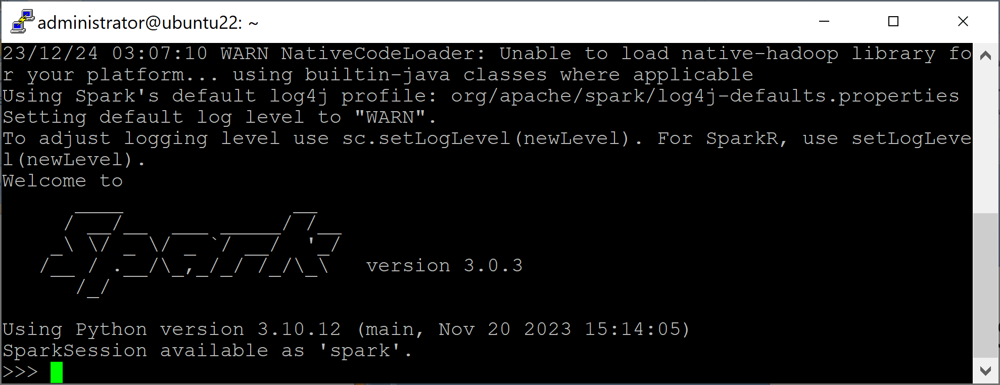 administrator@ubuntu22: ~
23/12/24 03:07:10 WARN NativeCodeLoader: Unable to load native-hadoop library fo
r your platform... using builtin-java classes where applicable
Using Spark's default log4j profile: org/apache/spark/log4j-defaults.properties
Setting default log level to "WARN".
To adjust logging level use sc.setLogLevel(newLevel). For SparkR, use setLogLeve
l(newLevel).
Welcome to
      ____              __
     / __/__  ___ _____/ /__
    _\ \/ _ \/ _ `/ __/  '_/
   /__ / .__/\_,_/_/ /_/\_\   version 3.0.3
      /_/
Using Python version 3.10.12 (main, Nov 20 2023 15:14:05)
SparkSession available as 'spark'.
>>>